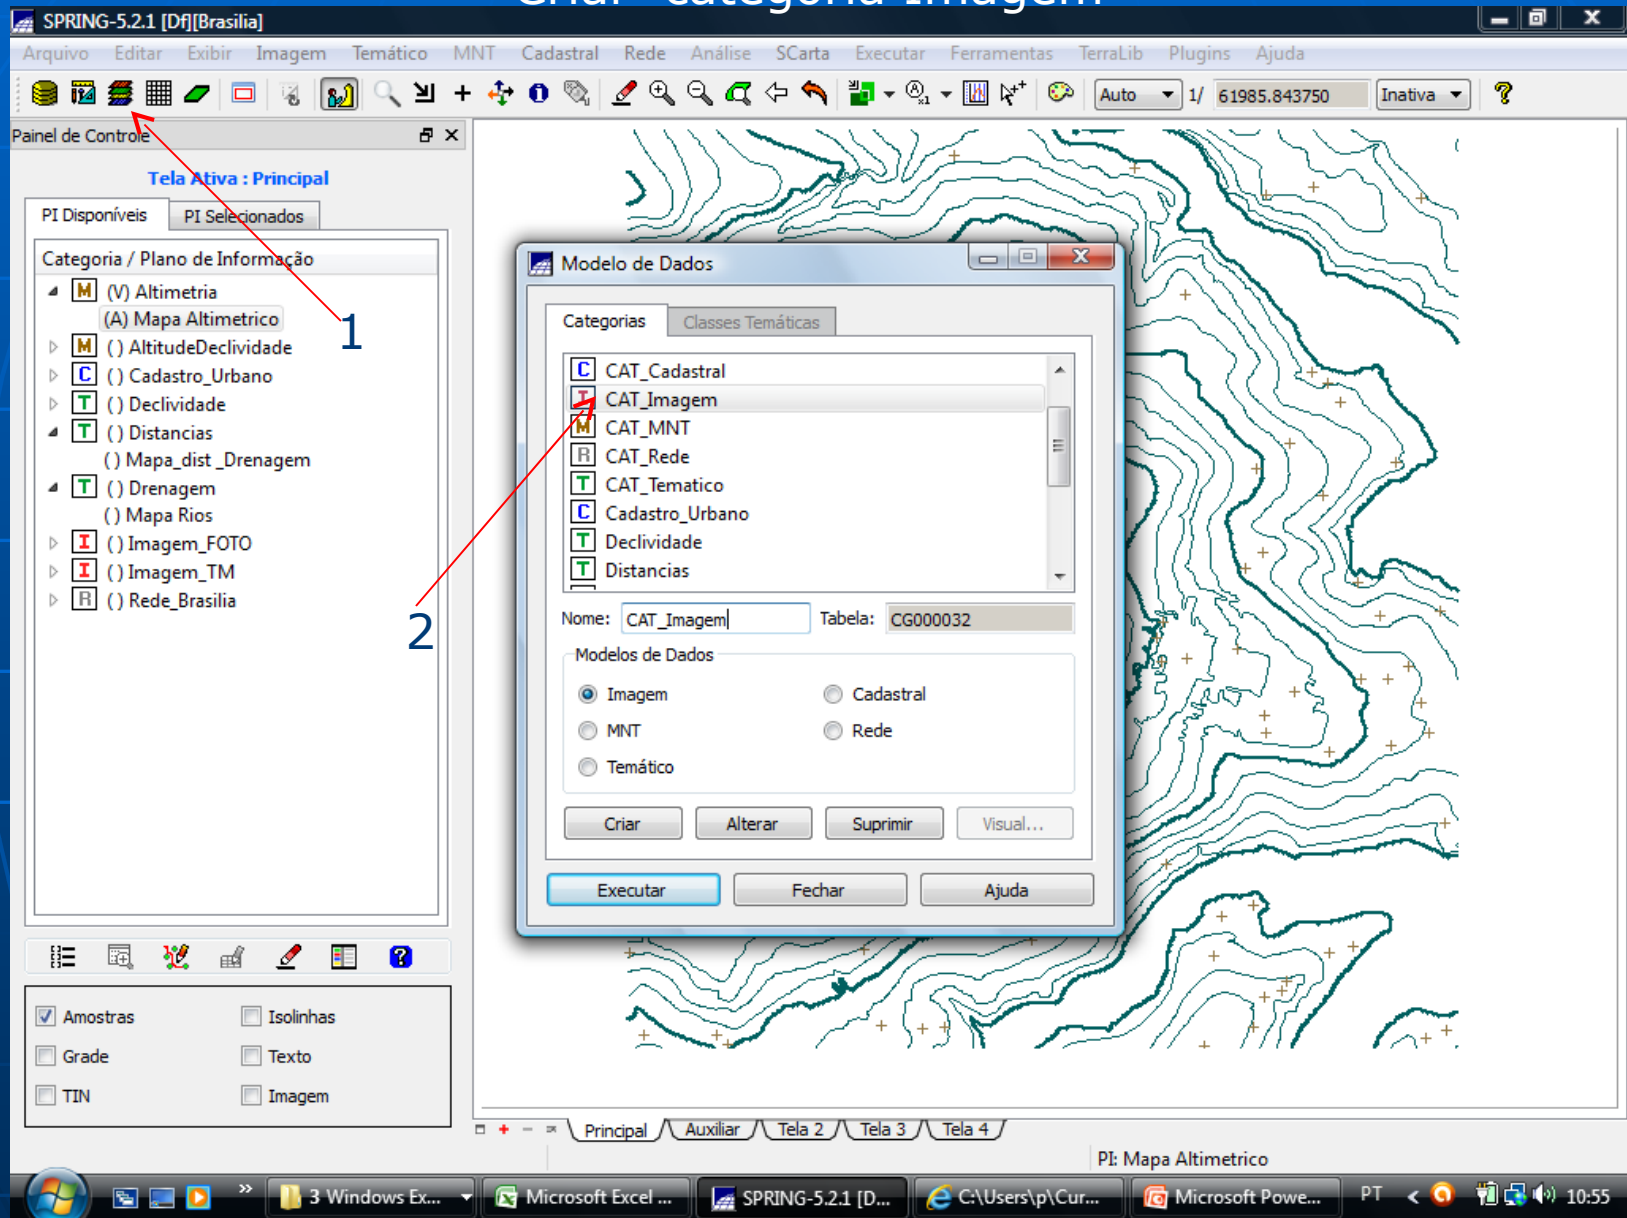 Criar Categoria Imagem
SPRING-5.2.1 [Df][Brasilia]
Arquivo Editar Exibir Imagem Temático MNT Cadastral Rede Análise SCarta Executar Ferramentas TerraLib Plugins Ajuda
Auto 1/ 61985.843750 Inativa
Painel de Controle
Tela Ativa : Principal
PI Disponíveis PI Selecionados
Categoria / Plano de Informação
M (V) Altimetria
(A) Mapa Altimetrico
M ( ) AltitudeDeclividade
C ( ) Cadastro_Urbano
T ( ) Declividade
T ( ) Distancias
( ) Mapa_dist _Drenagem
T ( ) Drenagem
( ) Mapa Rios
I ( ) Imagem_FOTO
I ( ) Imagem_TM
R ( ) Rede_Brasilia
1
2
Modelo de Dados
Categorias Classes Temáticas
C CAT_Cadastral
I CAT_Imagem
M CAT_MNT
R CAT_Rede
T CAT_Tematico
C Cadastro_Urbano
T Declividade
T Distancias
Nome: CAT_Imagem Tabela: CG000032
Modelos de Dados
Imagem Cadastral
MNT Rede
Temático
Criar Alterar Suprimir Visual...
Executar Fechar Ajuda
Amostras Isolinhas
Grade Texto
TIN Imagem
Principal Auxiliar Tela 2 Tela 3 Tela 4
PI: Mapa Altimetrico
3 Windows Ex... Microsoft Excel ... SPRING-5.2.1 [D... C:\Users\p\Cur... Microsoft Powe... PT 10:55